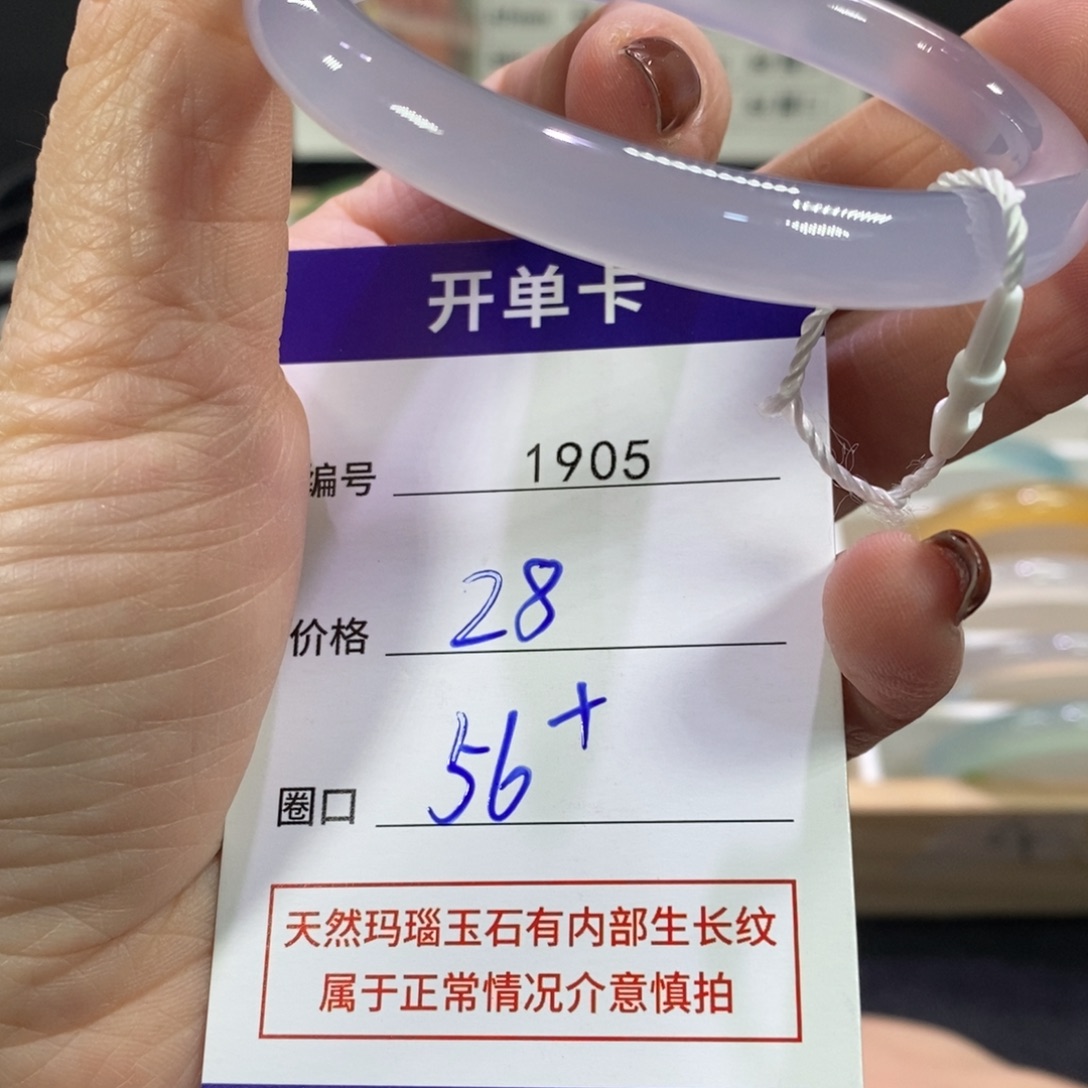 开单卡
编号 1905
价格 28
圈口 56+
天然玛瑙玉石有内部生长纹
属于正常情况介意慎拍